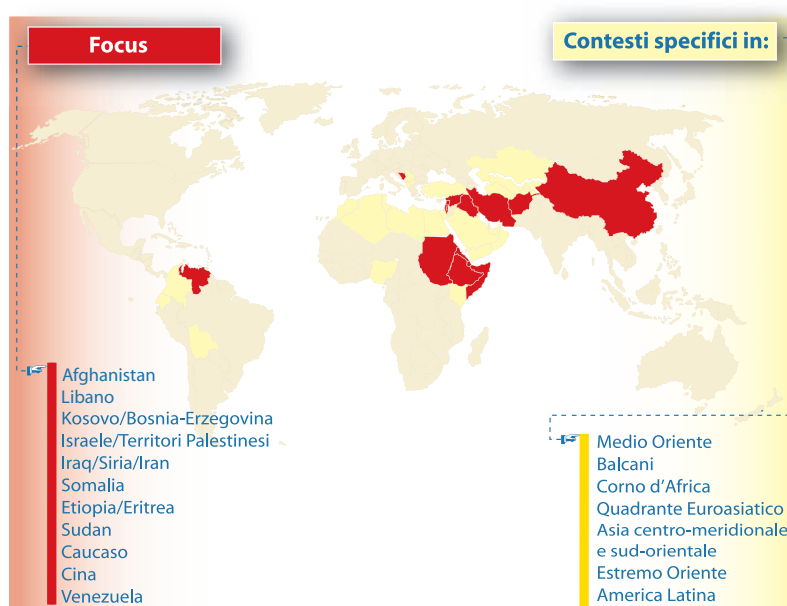 Focus
Contesti specifici in:
Afghanistan
Libano
Kosovo/Bosnia-Erzegovina
Israele/Territori Palestinesi
Iraq/Siria/Iran
Somalia
Etiopia/Eritrea
Sudan
Caucaso
Cina
Venezuela
Medio Oriente
Balcani
Corno d'Africa
Quadrante Euroasiatico
Asia centro-meridionale
e sud-orientale
Estremo Oriente
America Latina